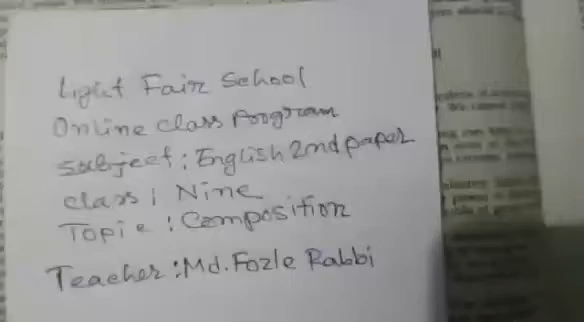 Light Fair School
Online class Program
Subject : English 2nd paper
class : Nine
Topic : Composition
Teacher : Md. Fozle Rabbi